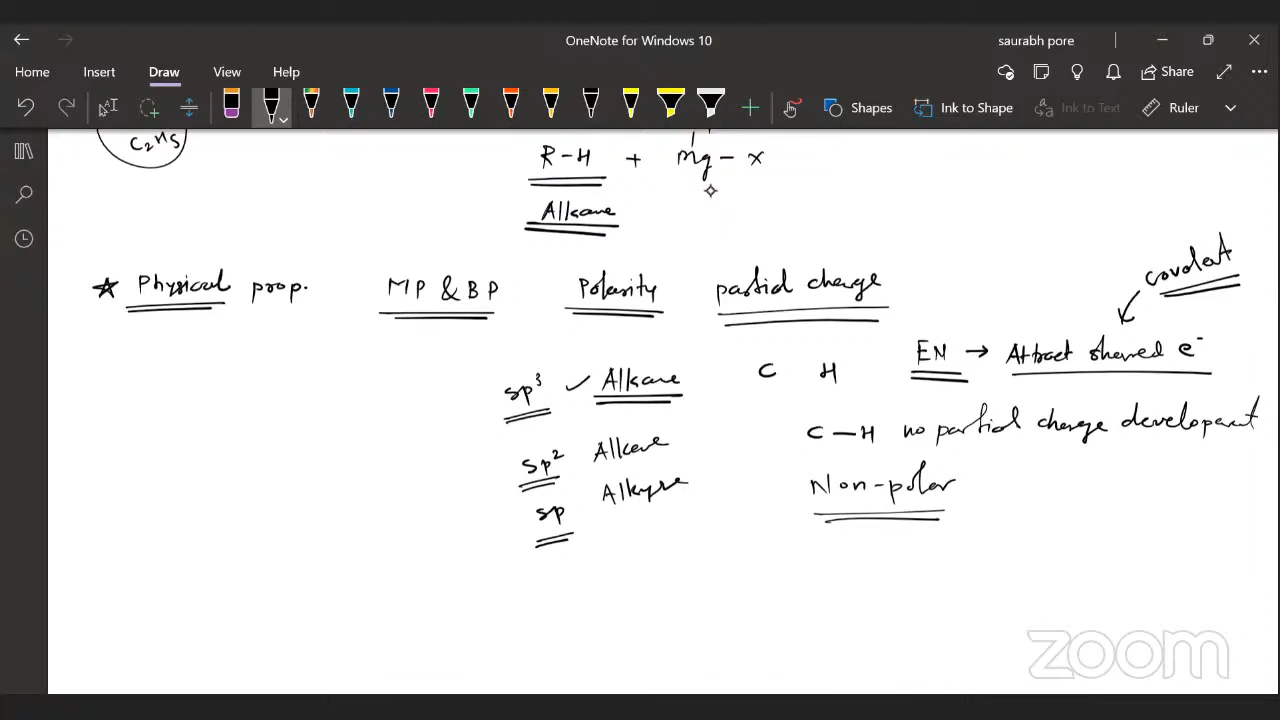 OneNote for Windows 10
saurabh pore
Home Insert Draw View Help
Share
Shapes Ink to Shape Ink to Text Ruler
C2H5
R-H + Mg-X
Alkane
★ Physical prop. MP & BP Polarity partial charge
covalent
EN → Attract shared e-
sp3 ✓ Alkane C H
C-H no partial charge development
sp2 Alkene
Alkyne Non-polar
sp
zoom